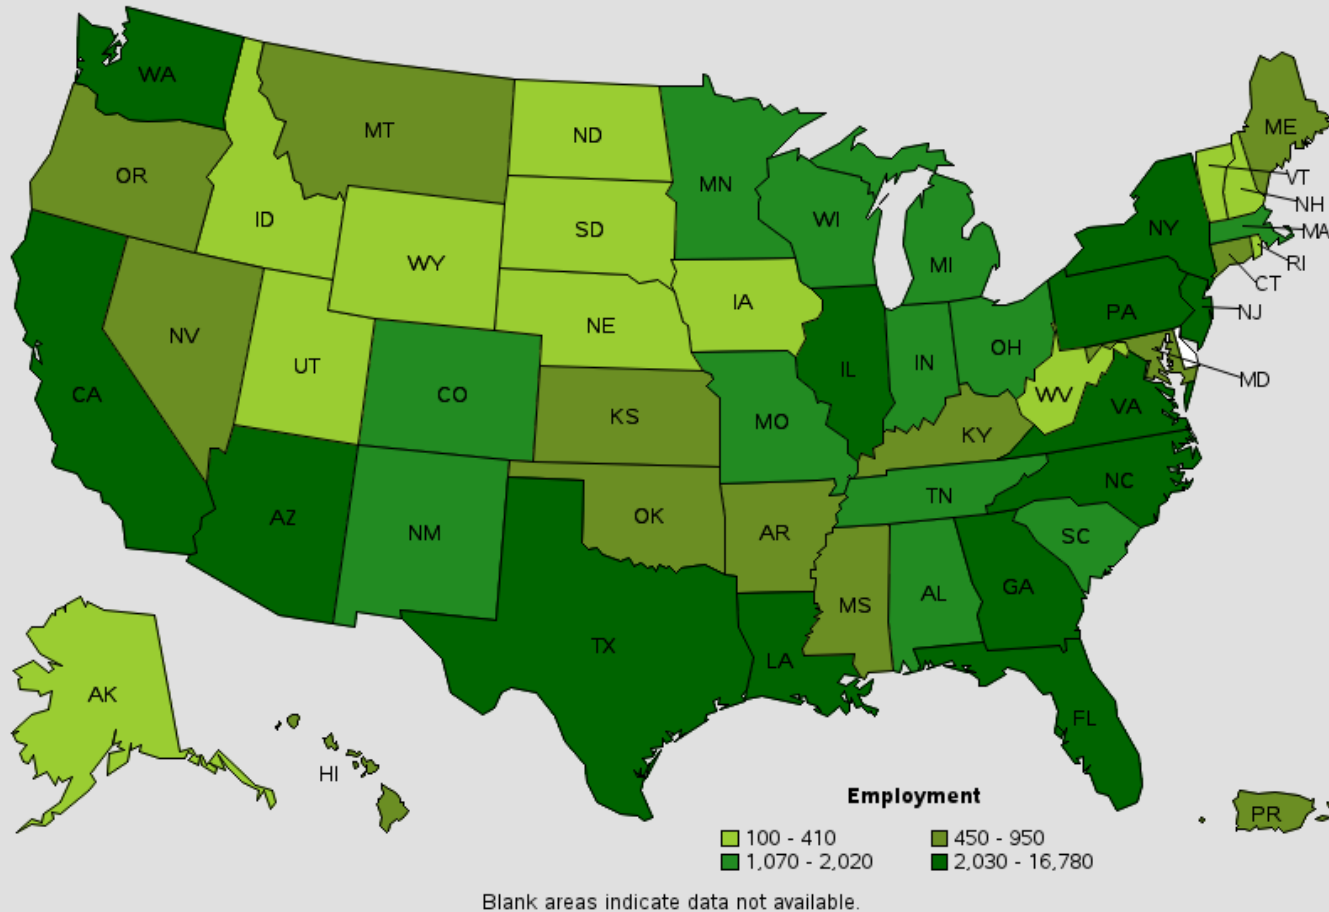 WA
MT
ND
ME
OR
MN
VT
ID
SD
WI
NH
NY
MA
WY
MI
RI
CT
IA
NE
PA
NJ
NV
UT
OH
IL
IN
MD
CA
CO
WV
VA
KS
MO
KY
NC
TN
AZ
NM
OK
AR
SC
GA
AL
MS
TX
LA
AK
FL
HI
Employment
PR
100 - 410
450 - 950
1,070 - 2,020
2,030 - 16,780
Blank areas indicate data not available.